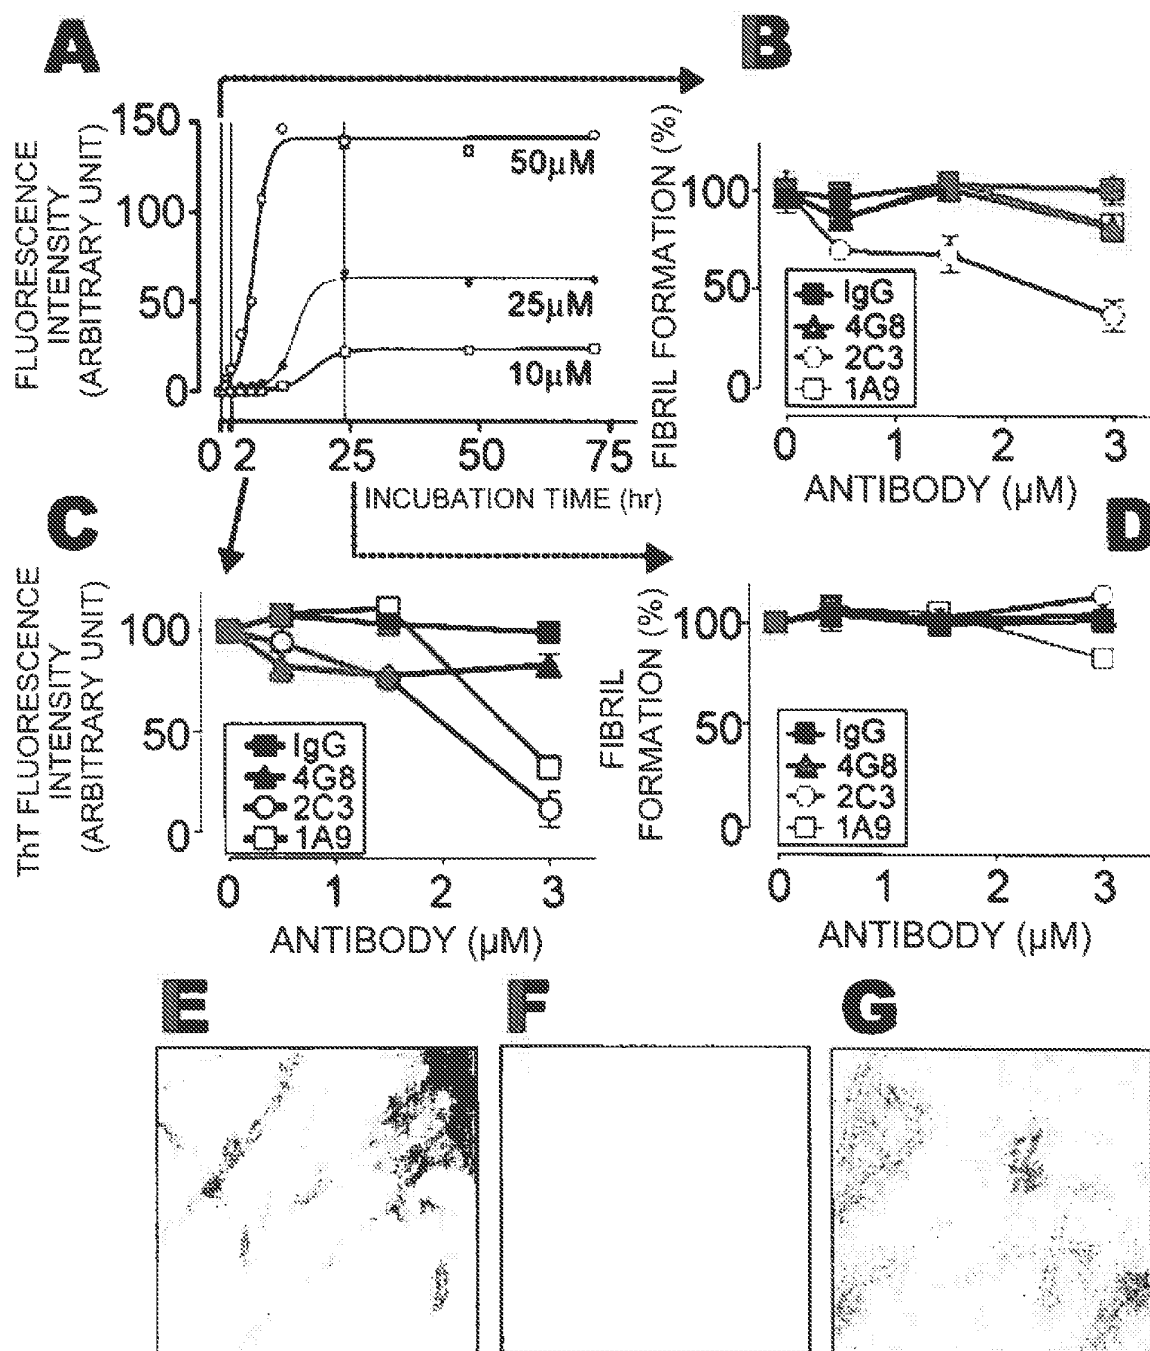 A
FLUORESCENCE
INTENSITY
(ARBITRARY UNIT)
150
100
50
0
50µM
25µM
10µM
0 2 25 50 75
INCUBATION TIME (hr)
B
FIBRIL FORMATION (%)
100
50
0
IgG
4G8
2C3
1A9
0 1 2 3
ANTIBODY (µM)
C
ThT FLUORESCENCE
INTENSITY
(ARBITRARY UNIT)
100
50
0
IgG
4G8
2C3
1A9
0 1 2 3
ANTIBODY (µM)
D
FIBRIL
FORMATION (%)
100
50
0
IgG
4G8
2C3
1A9
0 1 2 3
ANTIBODY (µM)
E
F
G